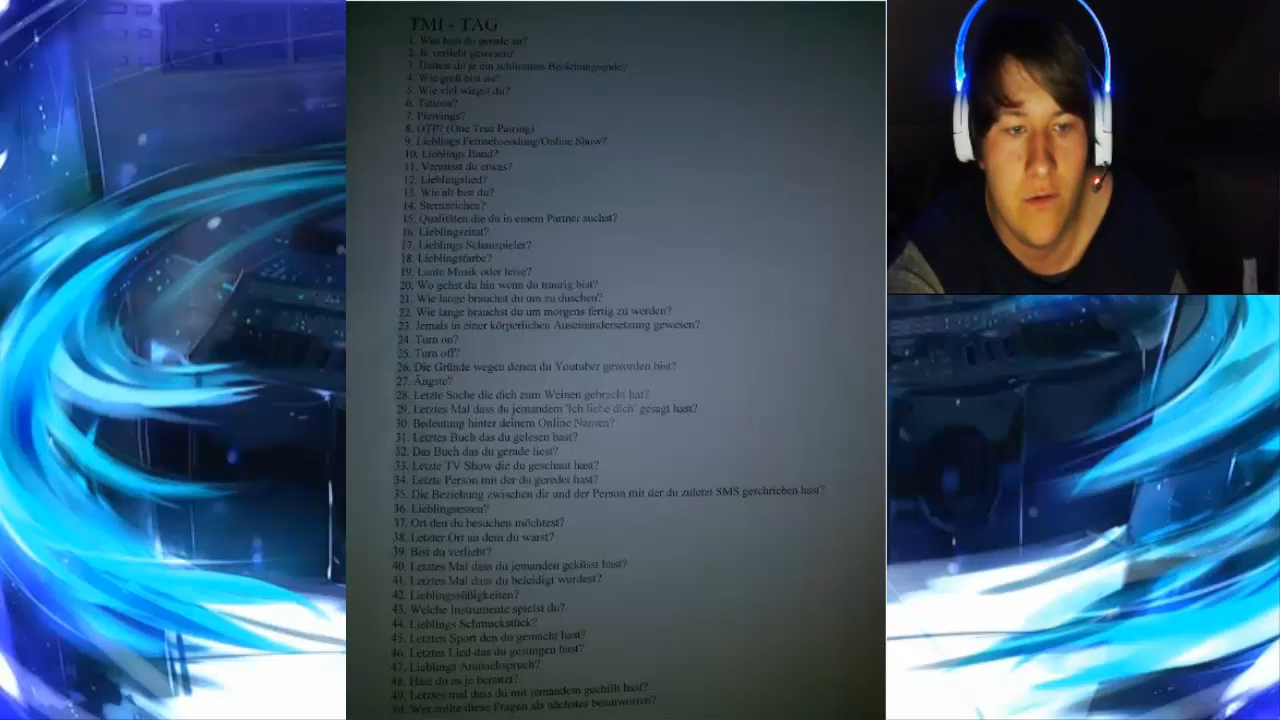 TMI - TAG
1. Was hast du gerade an?
2. Je verliebt gewesen?
3. Hattest du je ein schlimmes Beziehungsende?
4. Wie groß bist du?
5. Wie viel wiegst du?
6. Tattoos?
7. Piercings?
8. OTP? (One True Pairing)
9. Lieblings Fernsehsendung/Online Show?
10. Lieblings Band?
11. Vermisst du etwas?
12. Lieblingslied?
13. Wie alt bist du?
14. Sternzeichen?
15. Qualitäten die du in einem Partner suchst?
16. Lieblingszitat?
17. Lieblings Schauspieler?
18. Lieblingsfarbe?
19. Laute Musik oder leise?
20. Wo gehst du hin wenn du traurig bist?
21. Wie lange brauchst du um zu duschen?
22. Wie lange brauchst du um morgens fertig zu werden?
23. Jemals in einer körperlichen Auseinandersetzung gewesen?
24. Turn on?
25. Turn off?
26. Die Gründe wegen denen du Youtuber geworden bist?
27. Ängste?
28. Letzte Sache die dich zum Weinen gebracht hat?
29. Letztes Mal dass du jemandem 'Ich liebe dich' gesagt hast?
30. Bedeutung hinter deinem Online Namen?
31. Letztes Buch das du gelesen hast?
32. Das Buch das du gerade liest?
33. Letzte TV Show die du geschaut hast?
34. Letzte Person mit der du geredet hast?
35. Die Beziehung zwischen dir und der Person mit der du zuletzt SMS geschrieben hast?
36. Lieblingsessen?
37. Ort den du besuchen möchtest?
38. Letzter Ort an dem du warst?
39. Bist du verliebt?
40. Letztes Mal dass du jemanden geküsst hast?
41. Letztes Mal dass du beleidigt wurdest?
42. Lieblingssüßigkeiten?
43. Welche Instrumente spielst du?
44. Lieblings Schmuckstück?
45. Letzten Sport den du gemacht hast?
46. Letztes Lied das du gesungen hast?
47. Lieblings Anmachspruch?
48. Hast du es je benutzt?
49. Letztes mal dass du mit jemandem gechillt hast?
50. Wer sollte diese Fragen als nächstes beantworten?